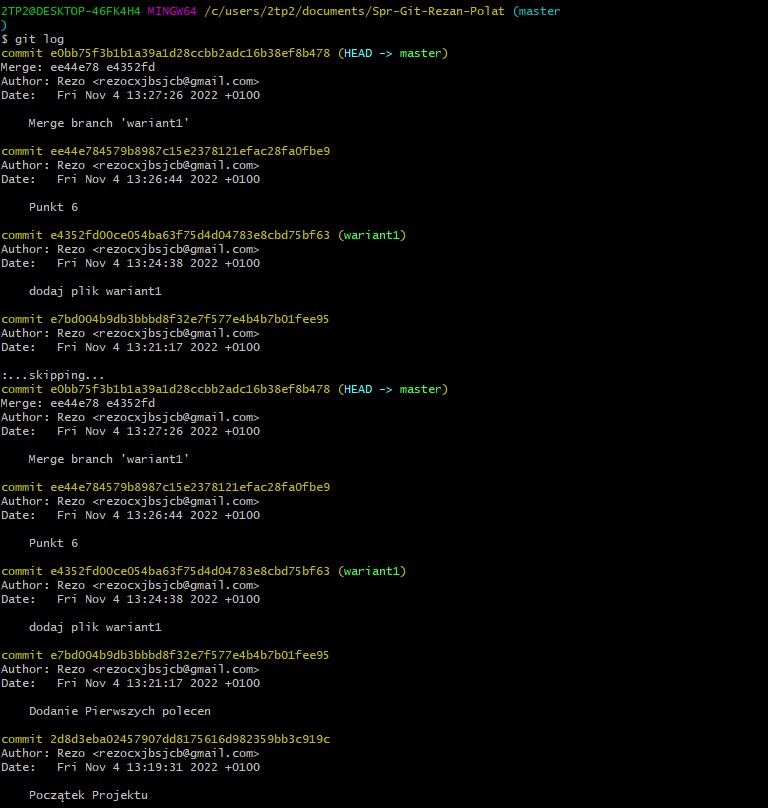 2TP2@DESKTOP-46FK4H4 MINGW64 /c/users/2tp2/documents/Spr-Git-Rezan-Polat (master
)
$ git log
commit e0bb75f3b1b1a39a1d28ccbb2adc16b38ef8b478 (HEAD -> master)
Merge: ee44e78 e4352fd
Author: Rezo <rezocxjbsjcb@gmail.com>
Date:   Fri Nov 4 13:27:26 2022 +0100

    Merge branch 'wariant1'

commit ee44e784579b8987c15e2378121efac28fa0fbe9
Author: Rezo <rezocxjbsjcb@gmail.com>
Date:   Fri Nov 4 13:26:44 2022 +0100

    Punkt 6

commit e4352fd00ce054ba63f75d4d04783e8cbd75bf63 (wariant1)
Author: Rezo <rezocxjbsjcb@gmail.com>
Date:   Fri Nov 4 13:24:38 2022 +0100

    dodaj plik wariant1

commit e7bd004b9db3bbbd8f32e7f577e4b4b7b01fee95
Author: Rezo <rezocxjbsjcb@gmail.com>
Date:   Fri Nov 4 13:21:17 2022 +0100

:...skipping...
commit e0bb75f3b1b1a39a1d28ccbb2adc16b38ef8b478 (HEAD -> master)
Merge: ee44e78 e4352fd
Author: Rezo <rezocxjbsjcb@gmail.com>
Date:   Fri Nov 4 13:27:26 2022 +0100

    Merge branch 'wariant1'

commit ee44e784579b8987c15e2378121efac28fa0fbe9
Author: Rezo <rezocxjbsjcb@gmail.com>
Date:   Fri Nov 4 13:26:44 2022 +0100

    Punkt 6

commit e4352fd00ce054ba63f75d4d04783e8cbd75bf63 (wariant1)
Author: Rezo <rezocxjbsjcb@gmail.com>
Date:   Fri Nov 4 13:24:38 2022 +0100

    dodaj plik wariant1

commit e7bd004b9db3bbbd8f32e7f577e4b4b7b01fee95
Author: Rezo <rezocxjbsjcb@gmail.com>
Date:   Fri Nov 4 13:21:17 2022 +0100

    Dodanie Pierwszych polecen

commit 2d8d3eba02457907dd8175616d982359bb3c919c
Author: Rezo <rezocxjbsjcb@gmail.com>
Date:   Fri Nov 4 13:19:31 2022 +0100

    Początek Projektu